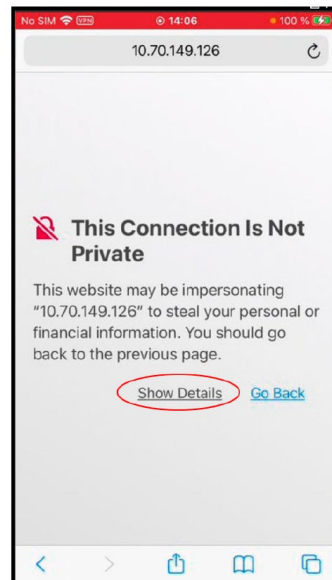 No SIM VPN 14:06 100 %
10.70.149.126
This Connection Is Not
Private
This website may be impersonating
“10.70.149.126” to steal your personal or
financial information. You should go
back to the previous page.
Show Details Go Back